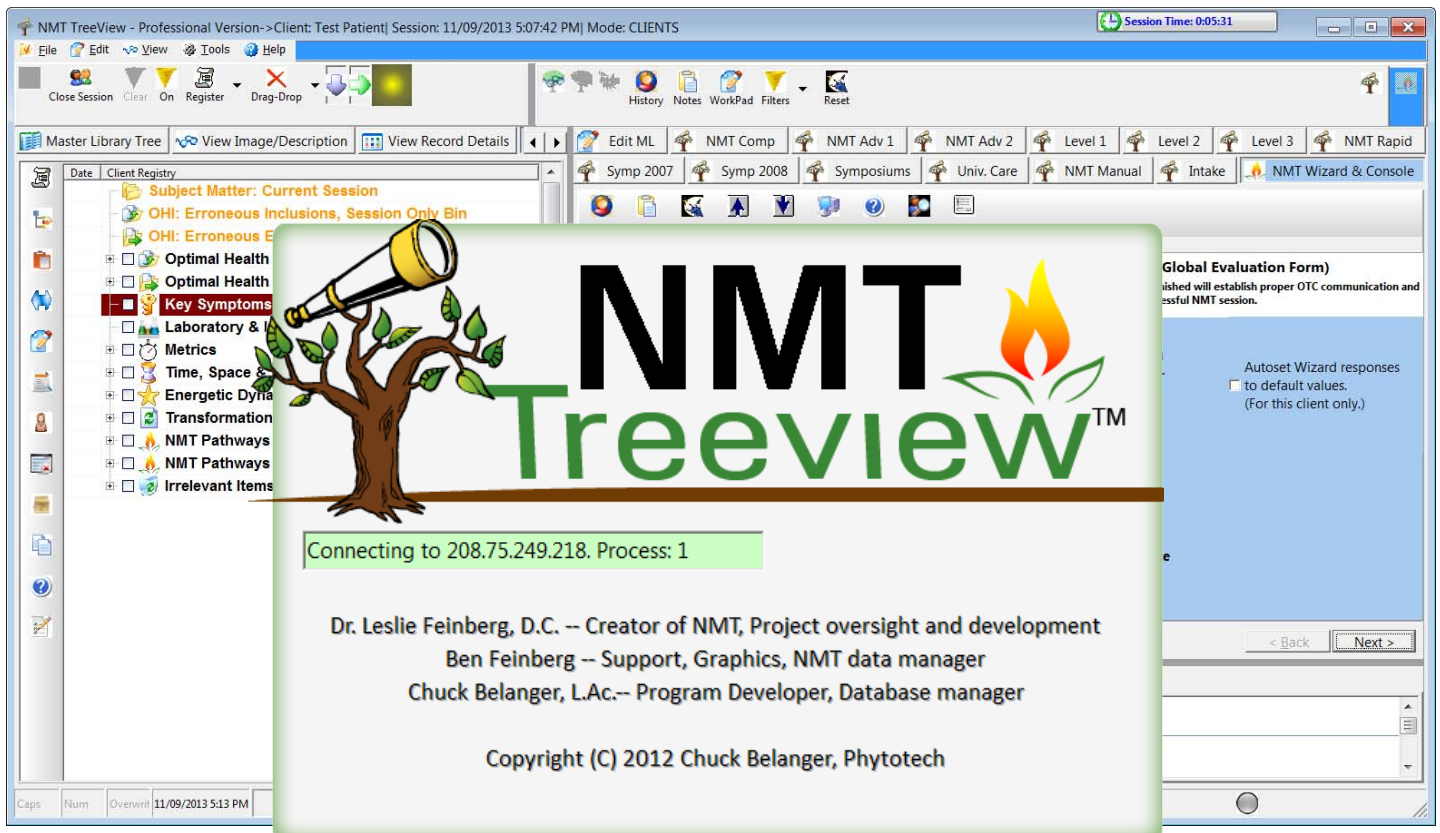 NMT TreeView - Professional Version->Client: Test Patient| Session: 11/09/2013 5:07:42 PM| Mode: CLIENTS
Session Time: 0:05:31
File Edit View Tools Help
Close Session Clear On Register Drag-Drop
History Notes WorkPad Filters Reset
Master Library Tree View Image/Description View Record Details
Edit ML NMT Comp NMT Adv 1 NMT Adv 2 Level 1 Level 2 Level 3 NMT Rapid
Symp 2007 Symp 2008 Symposiums Univ. Care NMT Manual Intake NMT Wizard & Console
Date Client Registry
Subject Matter: Current Session
OHI: Erroneous Inclusions, Session Only Bin
OHI: Erroneous
Optimal Health
Optimal Health
Key Symptoms
Laboratory &
Metrics
Time, Space &
Energetic
Transformation
NMT Pathways
NMT Pathways
Irrelevant Items
Global Evaluation Form)
will establish proper OTC communication and
NMT session.
Autoset Wizard responses
to default values.
(For this client only.)
< Back Next >
NMT
Treeview™
Connecting to 208.75.249.218. Process: 1
Dr. Leslie Feinberg, D.C. -- Creator of NMT, Project oversight and development
Ben Feinberg -- Support, Graphics, NMT data manager
Chuck Belanger, L.Ac.-- Program Developer, Database manager
Copyright (C) 2012 Chuck Belanger, Phytotech
Caps Num Overwrit 11/09/2013 5:13 PM